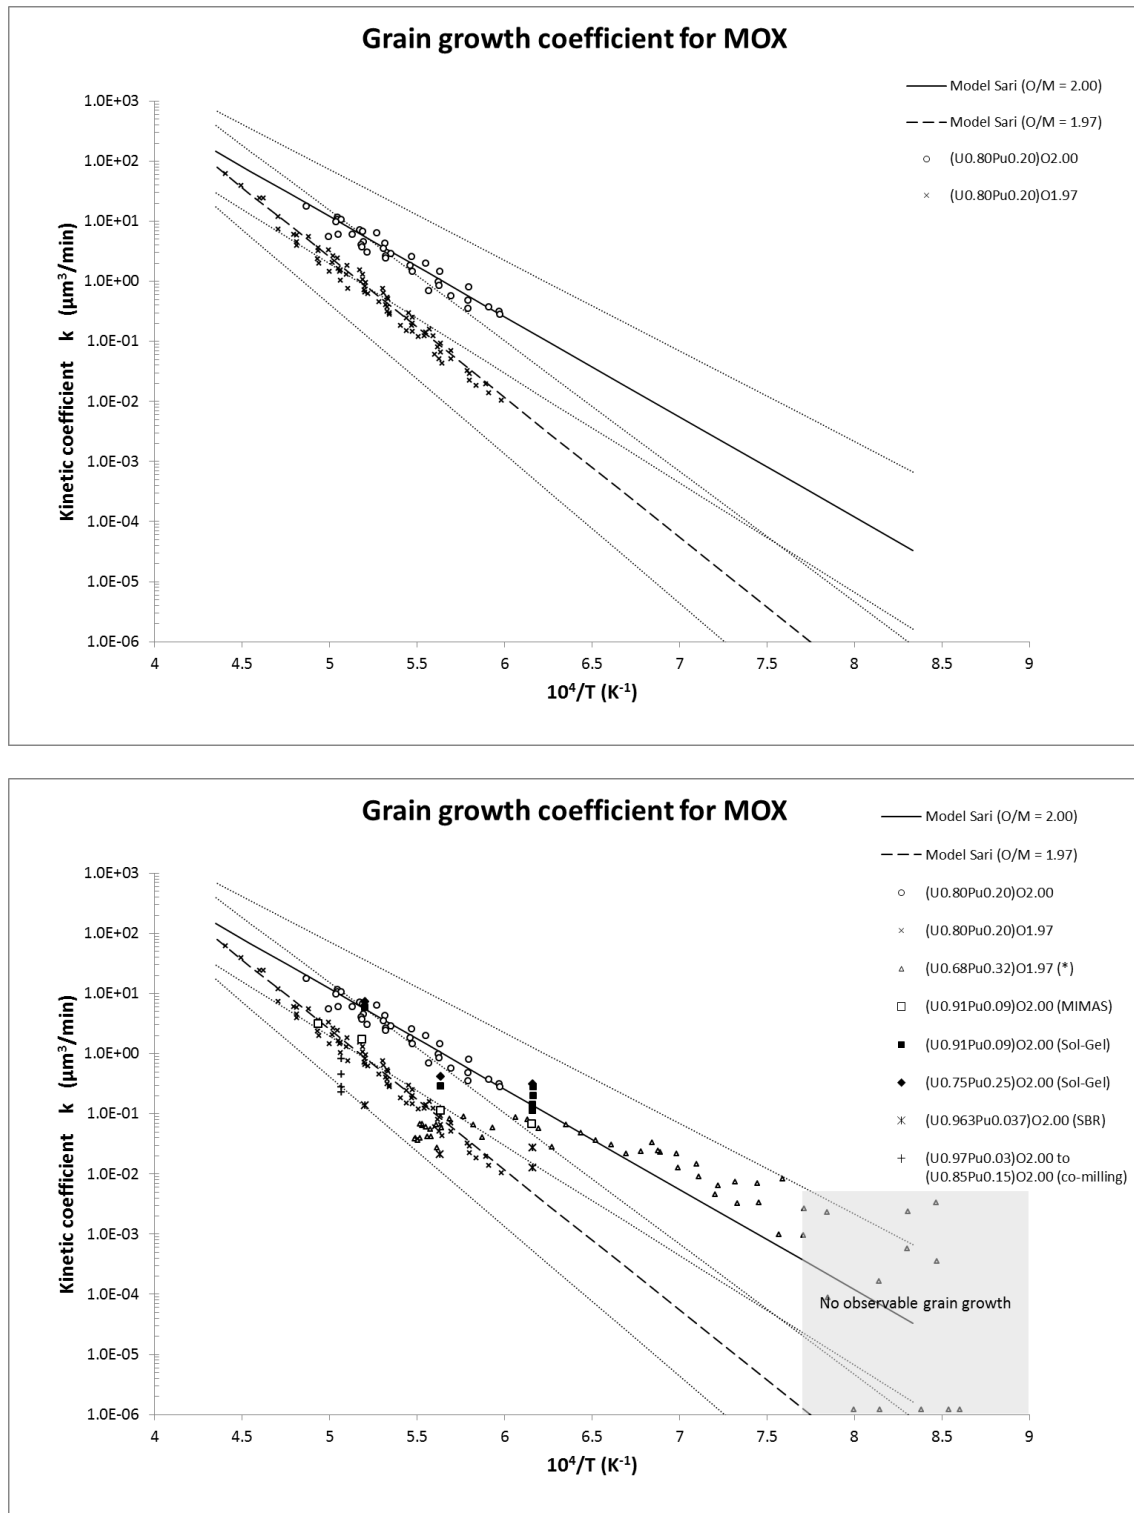 Grain growth coefficient for MOX
Model Sari (O/M = 2.00)
Model Sari (O/M = 1.97)
(U0.80Pu0.20)O2.00
(U0.80Pu0.20)O1.97
Kinetic coefficient k (µm³/min)
1.0E+03
1.0E+02
1.0E+01
1.0E+00
1.0E-01
1.0E-02
1.0E-03
1.0E-04
1.0E-05
1.0E-06
4 4.5 5 5.5 6 6.5 7 7.5 8 8.5 9
10⁴/T (K⁻¹)
Grain growth coefficient for MOX
Model Sari (O/M = 2.00)
Model Sari (O/M = 1.97)
(U0.80Pu0.20)O2.00
(U0.80Pu0.20)O1.97
(U0.68Pu0.32)O1.97 (*)
(U0.91Pu0.09)O2.00 (MIMAS)
(U0.91Pu0.09)O2.00 (Sol-Gel)
(U0.75Pu0.25)O2.00 (Sol-Gel)
(U0.963Pu0.037)O2.00 (SBR)
(U0.97Pu0.03)O2.00 to
(U0.85Pu0.15)O2.00 (co-milling)
Kinetic coefficient k (µm³/min)
1.0E+03
1.0E+02
1.0E+01
1.0E+00
1.0E-01
1.0E-02
1.0E-03
1.0E-04
1.0E-05
1.0E-06
No observable grain growth
4 4.5 5 5.5 6 6.5 7 7.5 8 8.5 9
10⁴/T (K⁻¹)